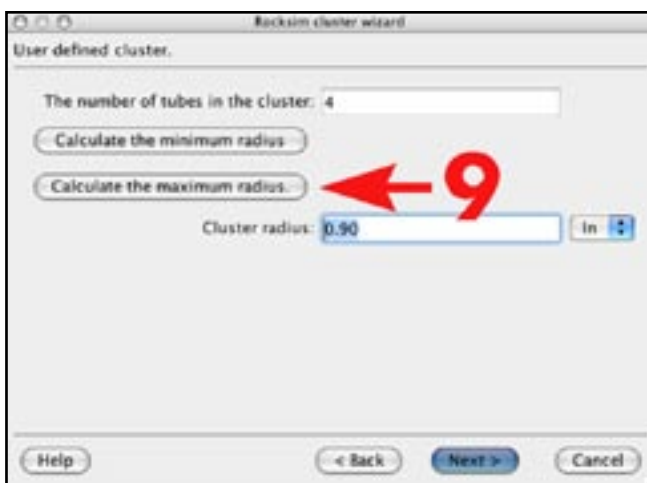 Rocksim cluster wizard
User defined cluster.
The number of tubes in the cluster: 4
Calculate the minimum radius
Calculate the maximum radius. 9
Cluster radius: 0.90 In
Help < Back Next > Cancel